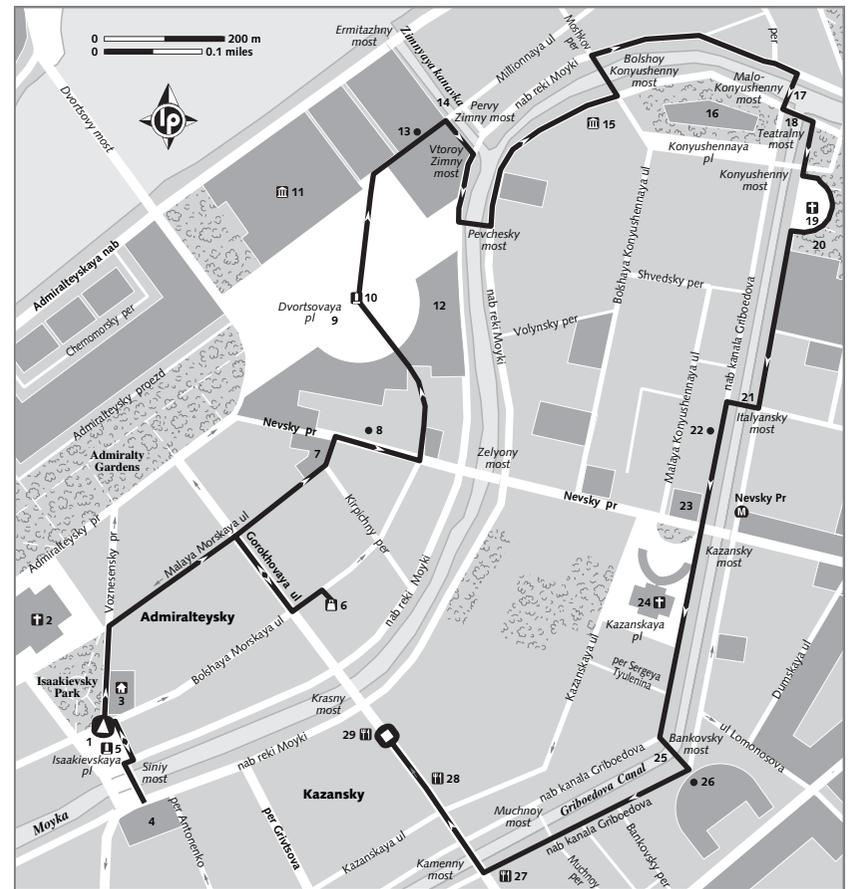 0 200 m
0 0.1 miles
lp
Ermitazhny
most
Zimnyaya kanavka
Millionnaya ul
Moshkov
per
per
nab reki Moyki
Bolshoy
Konyushenny
most
Malo-
Konyushenny
most
17
Dvortsovy most
14
Pervy
Zimny most
13
Vtoroy
Zimny
most
15
16
18
Teatralny
most
Konyushennaya
pl
Konyushenny
most
11
19
20
Pevchesky
most
Admiralteyskaya nab
Chernomorsky per
Dvortsovaya
pl
9
10
12
nab reki Moyki
Bolshaya Konyushennaya ul
Shvedsky per
Volynsky per
nab kanala Griboedova
Admiralteysky proezd
Malaya Konyushennaya ul
21
Italyansky
most
22
Nevsky pr
8
7
Zelyony
most
Admiralty
Gardens
Nevsky pr
23
Nevsky Pr
M
Kazansky
most
Admiralteysky pr
Voznesensky pr
Malaya Morskaya ul
Kirpichny per
Gorokhovaya ul
nab reki Moyki
2
Admiralteysky
6
24
Kazanskaya
pl
Bolshaya Morskaya ul
Kazanskaya ul
per Sergeya
Tyulenina
Dumskaya ul
Isaakievsky
Park
3
Krasny
most
1
5
Isaakievskaya
pl
Siniy
most
29
nab reki Moyki
ul Lomonosova
Bankovsky
most
25
26
nab kanala Griboedova
Griboedova Canal
28
Kazansky
Muchnoy
most
nab kanala Griboedova
Moyka
4
per Antonenko
per Grivtsova
Kazanskaya ul
Kamenny
most
27
Muchnoy
per
Bankovsky per